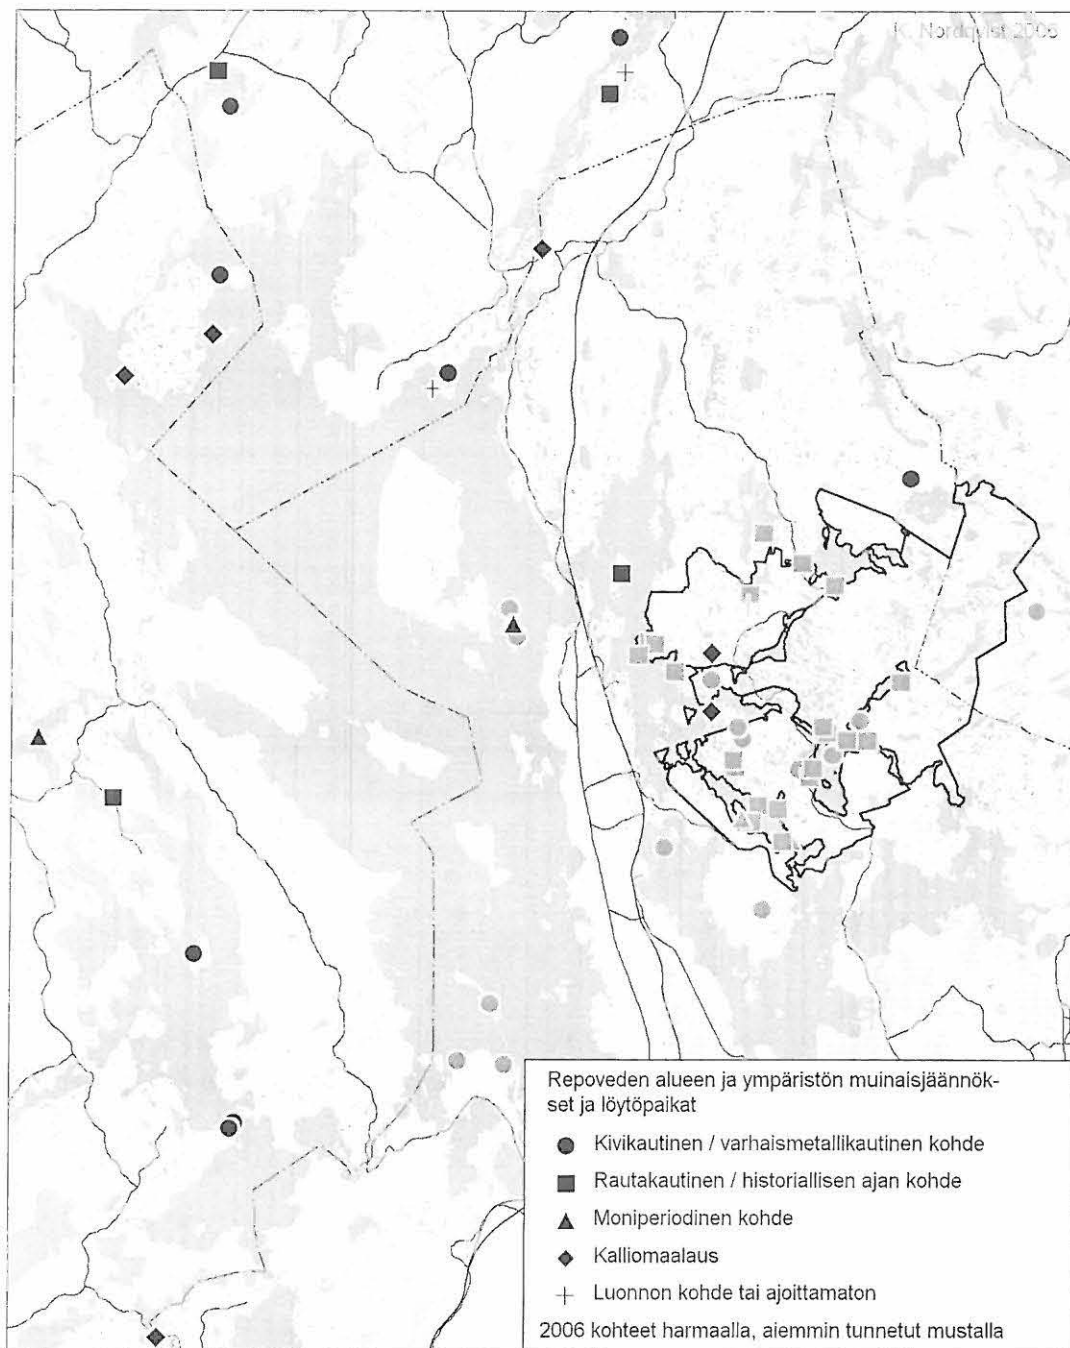 K. Nordqvist 2006
Repoveden alueen ja ympäristön muinaisjäännök-
set ja löytöpaikat
Kivikautinen / varhaismetallikautinen kohde
Rautakautinen / historiallisen ajan kohde
Moniperiodinen kohde
Kalliomaalaus
Luonnon kohde tai ajoittamaton
2006 kohteet harmaalla, aiemmin tunnetut mustalla